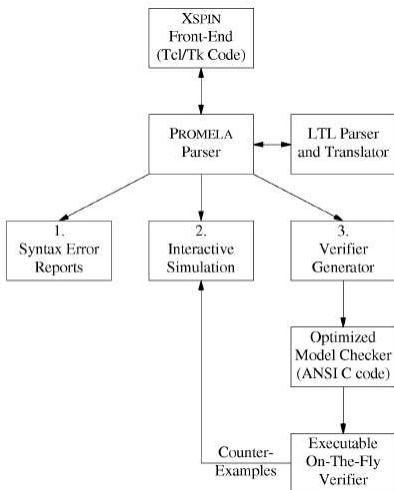 XSPIN
Front-End
(Tcl/Tk Code)
PROMELA
Parser
LTL Parser
and Translator
1.
Syntax Error
Reports
2.
Interactive
Simulation
3.
Verifier
Generator
Optimized
Model Checker
(ANSI C code)
Counter-
Examples
Executable
On-The-Fly
Verifier